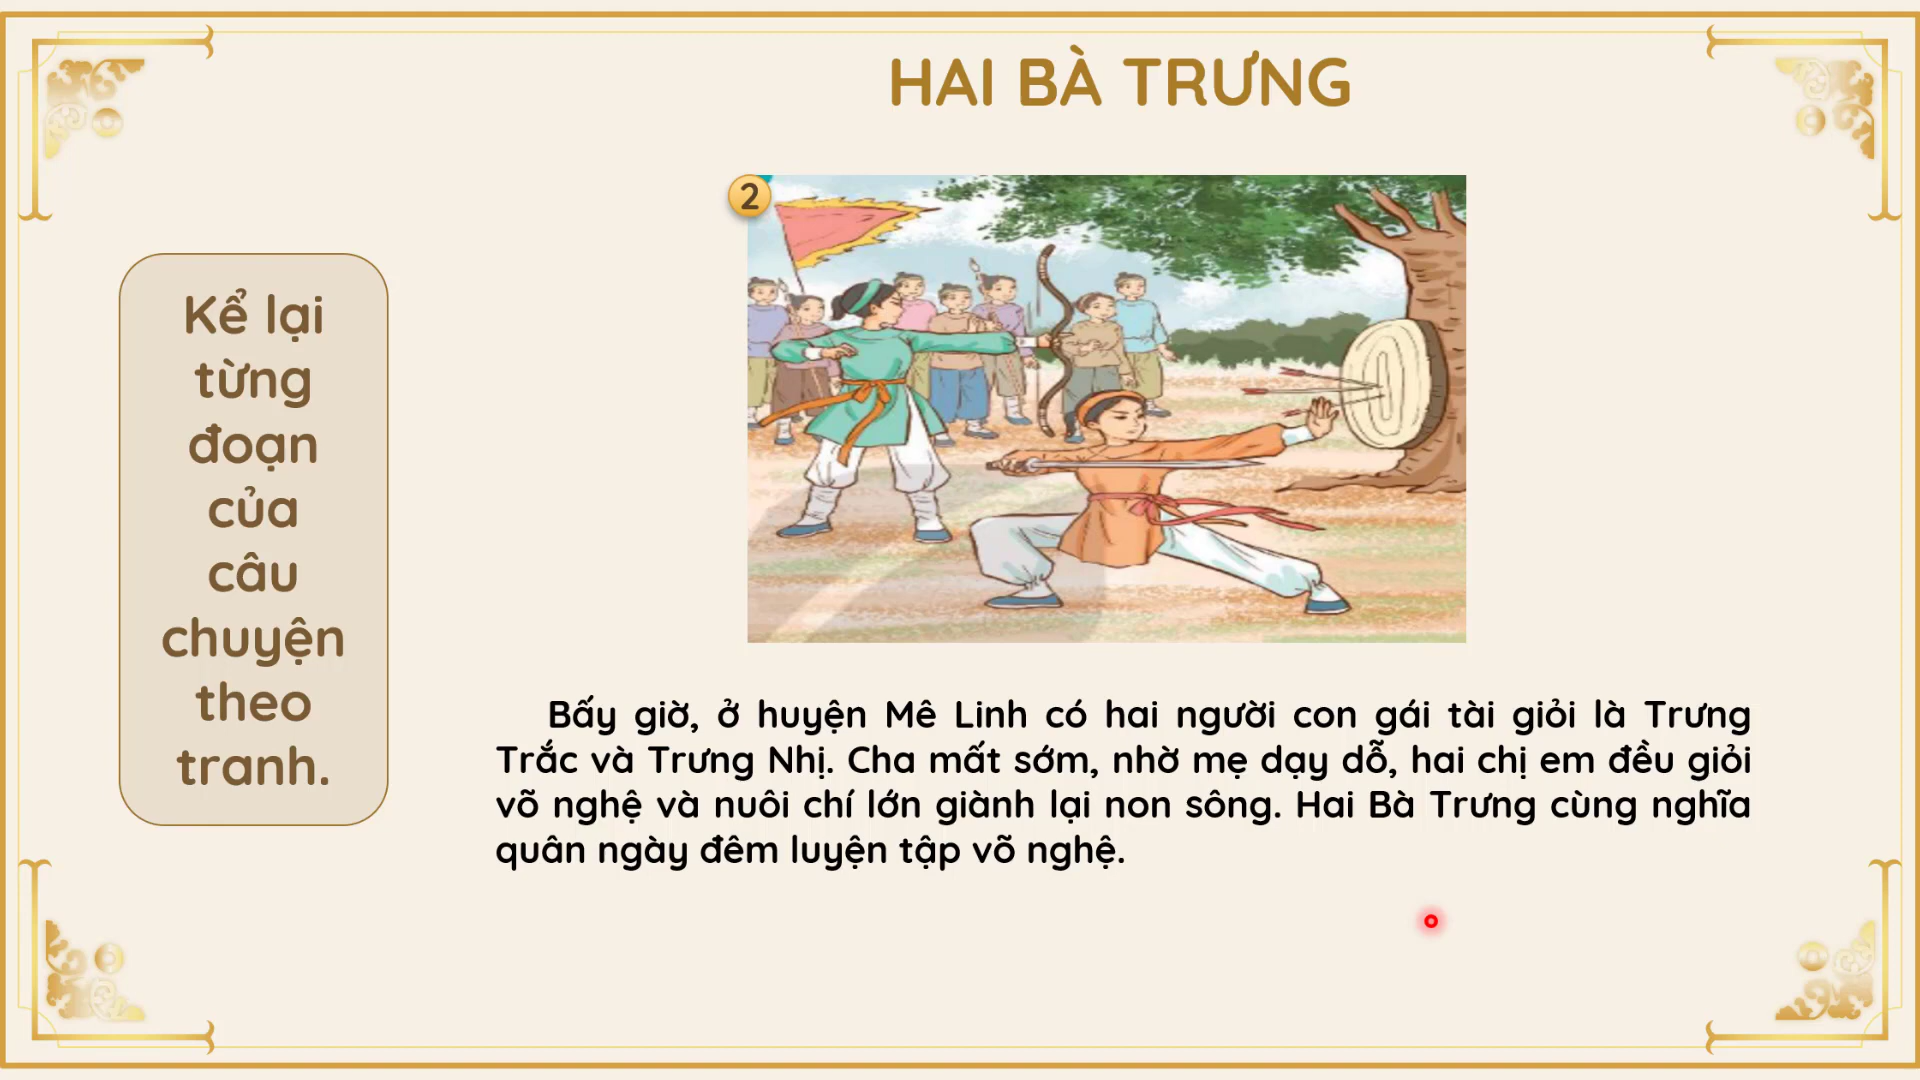 HAI BÀ TRƯNG
2
Kể lại
từng
đoạn
của
câu
chuyện
theo
tranh.
Bấy giờ, ở huyện Mê Linh có hai người con gái tài giỏi là Trưng
Trắc và Trưng Nhị. Cha mất sớm, nhờ mẹ dạy dỗ, hai chị em đều giỏi
võ nghệ và nuôi chí lớn giành lại non sông. Hai Bà Trưng cùng nghĩa
quân ngày đêm luyện tập võ nghệ.